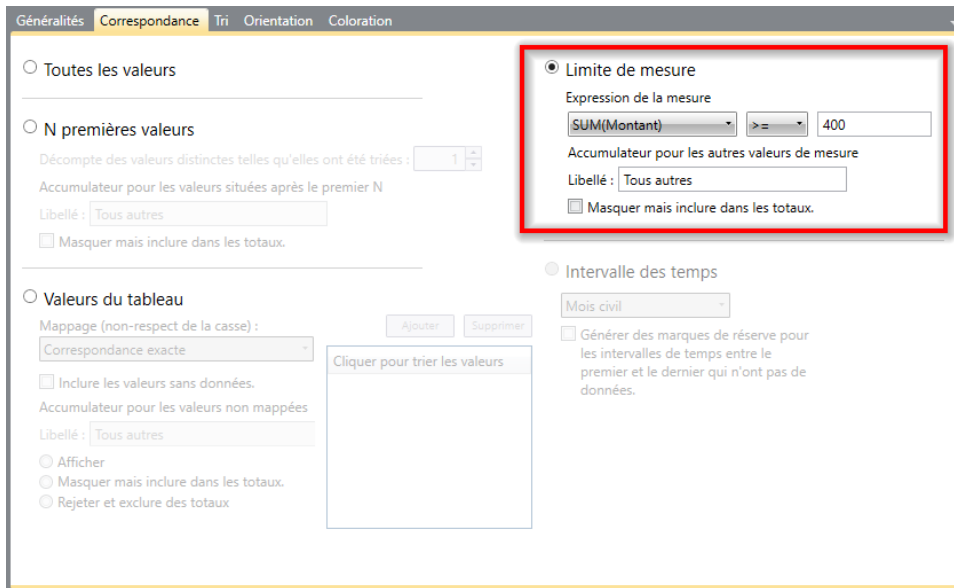 Généralités Correspondance Tri Orientation Coloration
Toutes les valeurs
N premières valeurs
Décompte des valeurs distinctes telles qu'elles ont été triées : 1
Accumulateur pour les valeurs situées après le premier N
Libellé : Tous autres
Masquer mais inclure dans les totaux.
Valeurs du tableau
Mappage (non-respect de la casse) :
Ajouter Supprimer
Correspondance exacte
Cliquer pour trier les valeurs
Inclure les valeurs sans données.
Accumulateur pour les valeurs non mappées
Libellé : Tous autres
Afficher
Masquer mais inclure dans les totaux.
Rejeter et exclure des totaux
Limite de mesure
Expression de la mesure
SUM(Montant) >= 400
Accumulateur pour les autres valeurs de mesure
Libellé : Tous autres
Masquer mais inclure dans les totaux.
Intervalle des temps
Mois civil
Générer des marques de réserve pour
les intervalles de temps entre le
premier et le dernier qui n'ont pas de
données.